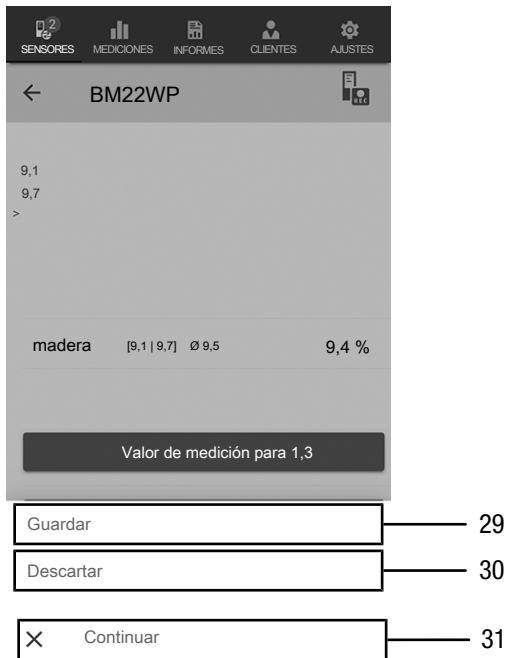 2
SENSORES MEDICIONES INFORMES CLIENTES AJUSTES
BM22WP
REC
9,1
9,7
>
madera [9,1 | 9,7] Ø 9,5 9,4 %
Valor de medición para 1,3
Guardar 29
Descartar 30
Continuar 31